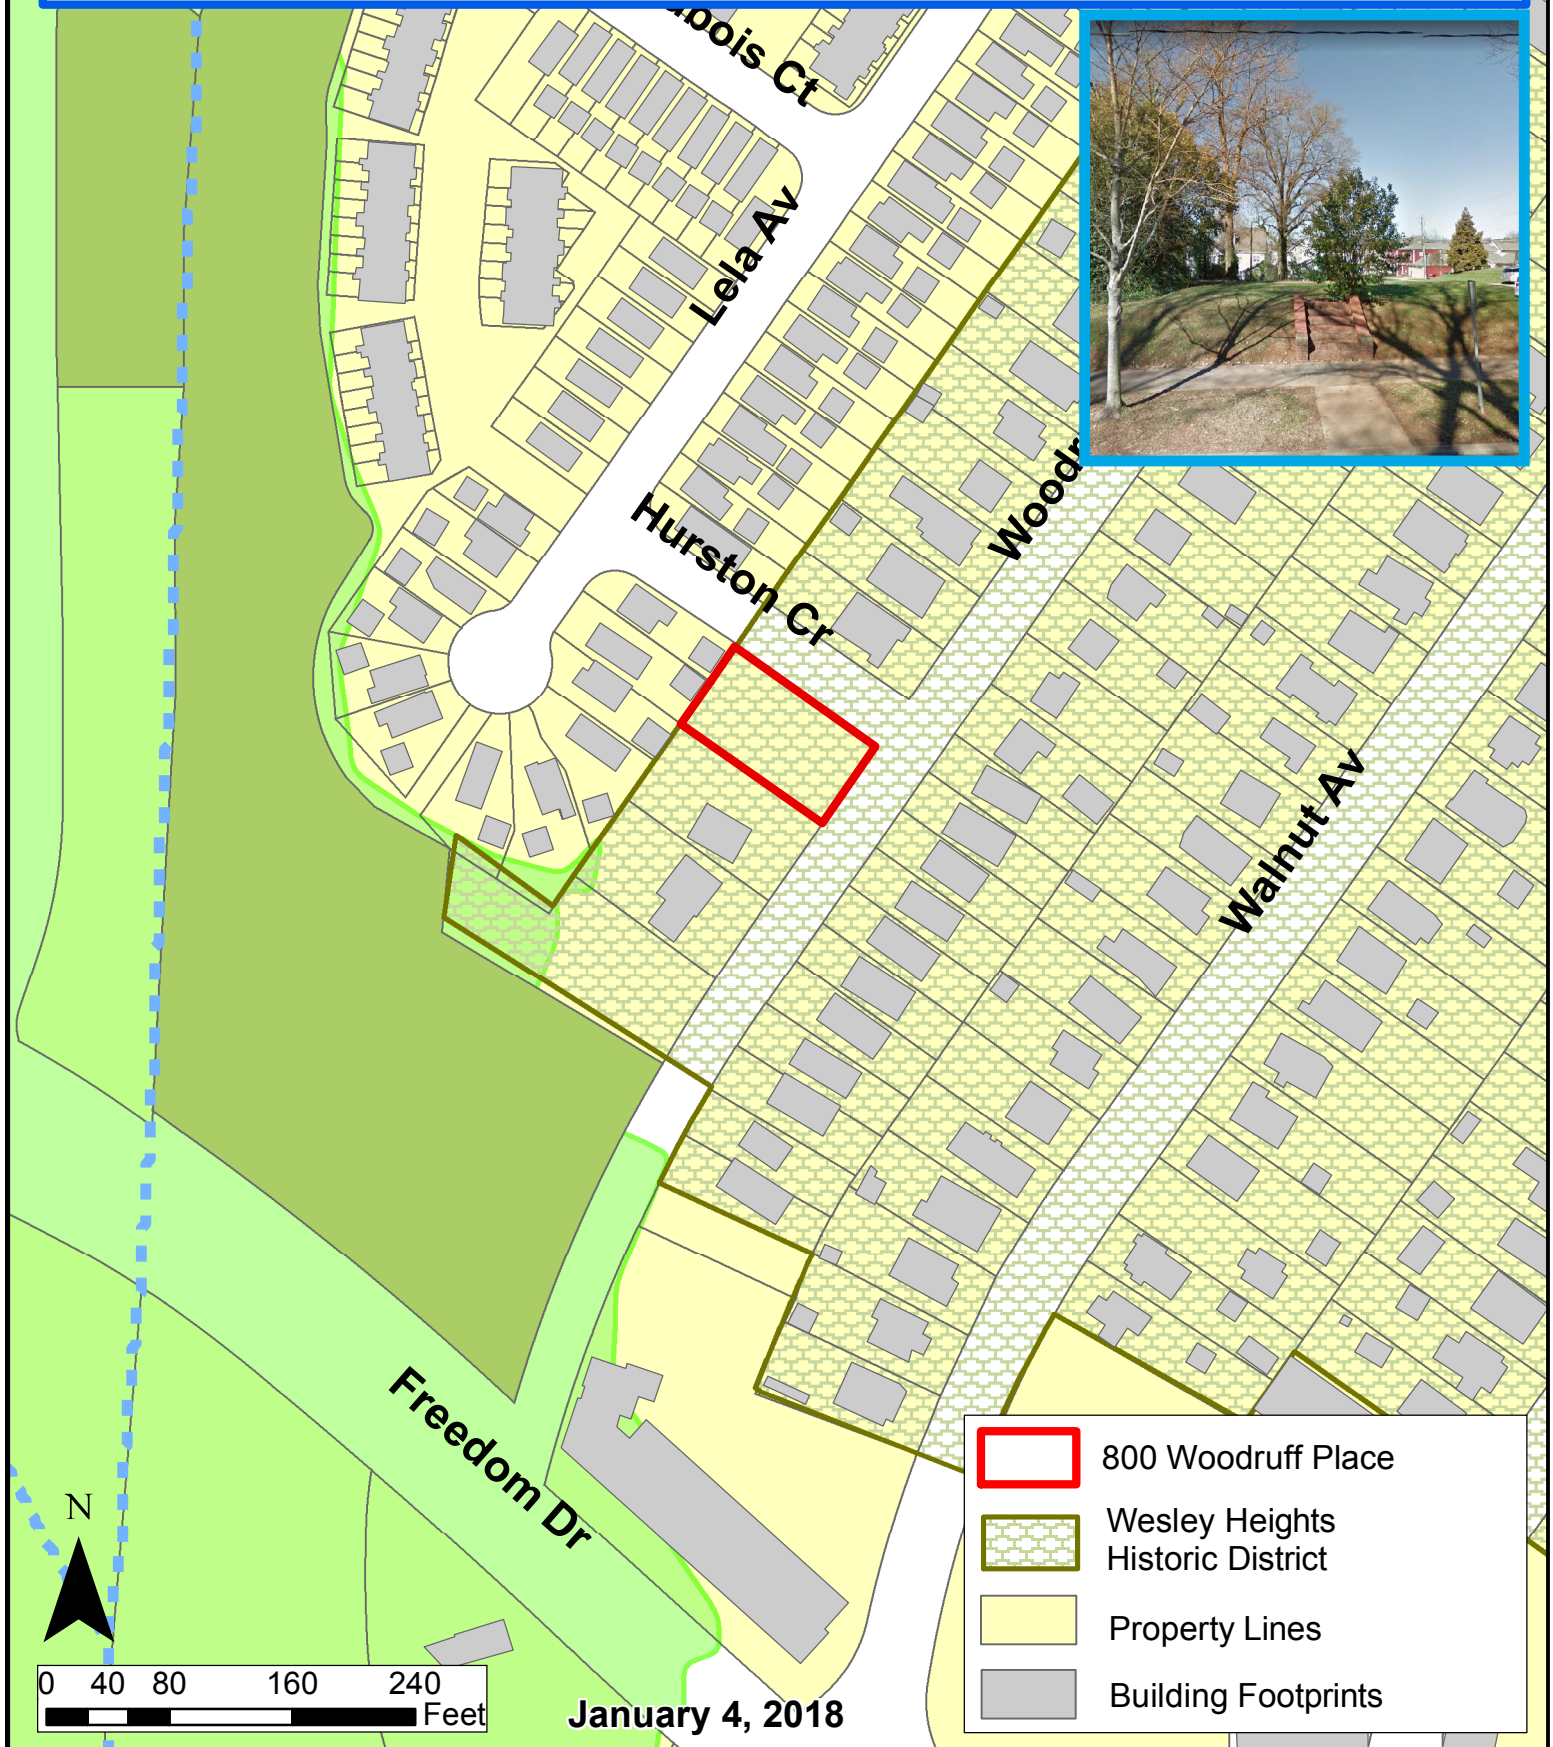 Lela Av
Hurston Cr
Walnut Av
Freedom Dr
800 Woodruff Place
Wesley Heights
Historic District
Property Lines
Building Footprints
N
0 40 80 160 240
Feet
January 4, 2018